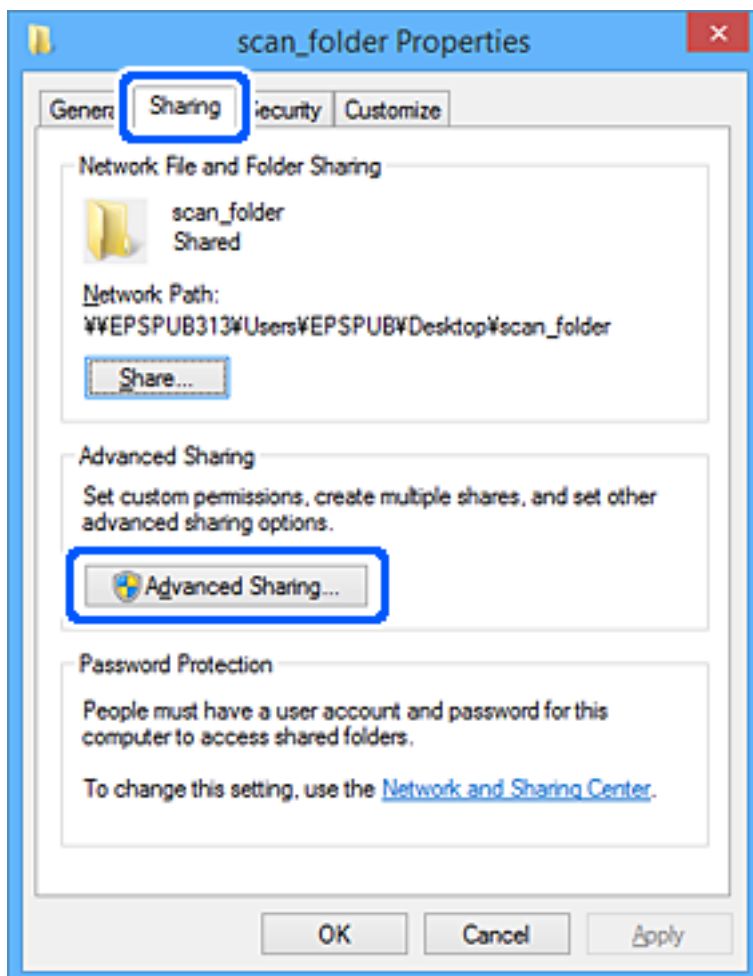 scan_folder Properties
General Sharing Security Customize
Network File and Folder Sharing
scan_folder
Shared
Network Path:
¥¥EPSPUB313¥Users¥EPSPUB¥Desktop¥scan_folder
Share...
Advanced Sharing
Set custom permissions, create multiple shares, and set other
advanced sharing options.
Advanced Sharing...
Password Protection
People must have a user account and password for this
computer to access shared folders.
To change this setting, use the Network and Sharing Center.
OK Cancel Apply